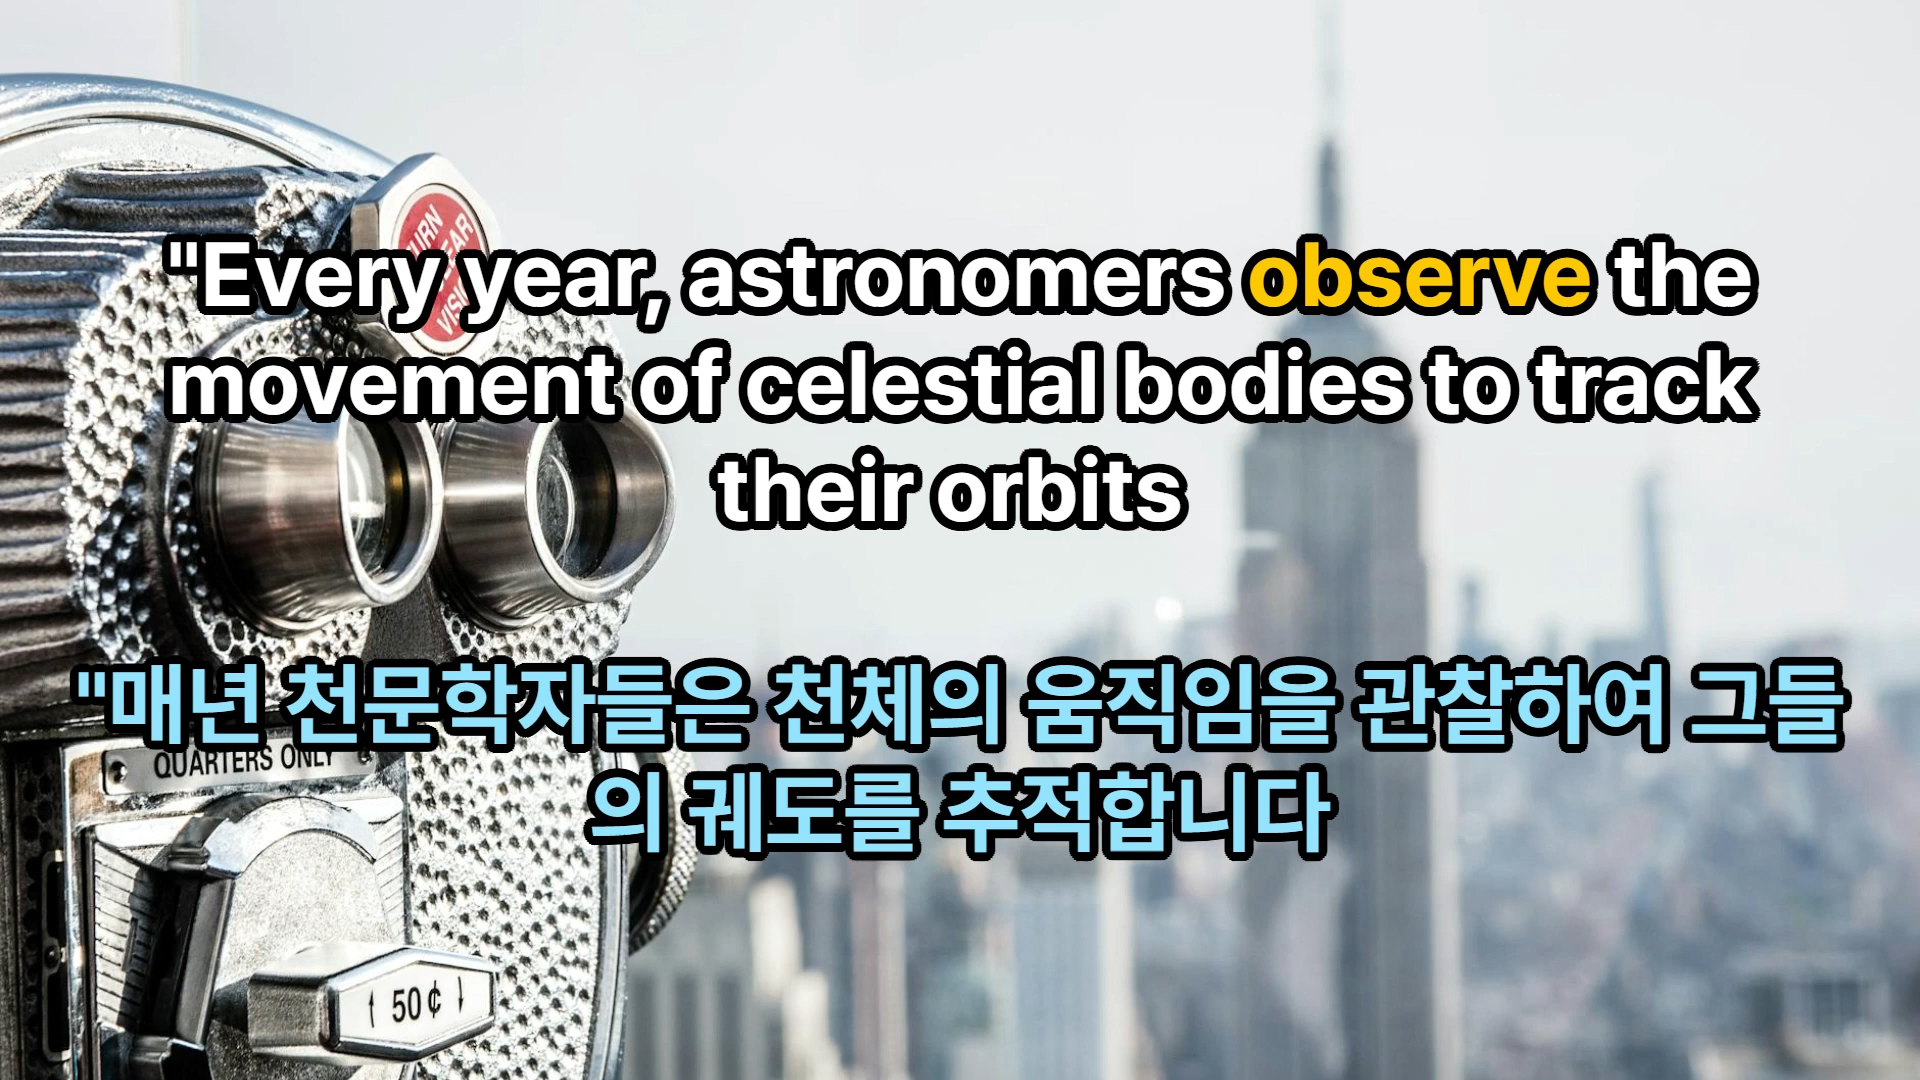 "Every year, astronomers observe the
movement of celestial bodies to track
their orbits
"매년 천문학자들은 천체의 움직임을 관찰하여 그들
의 궤도를 추적합니다
QUARTERS ONLY
50¢